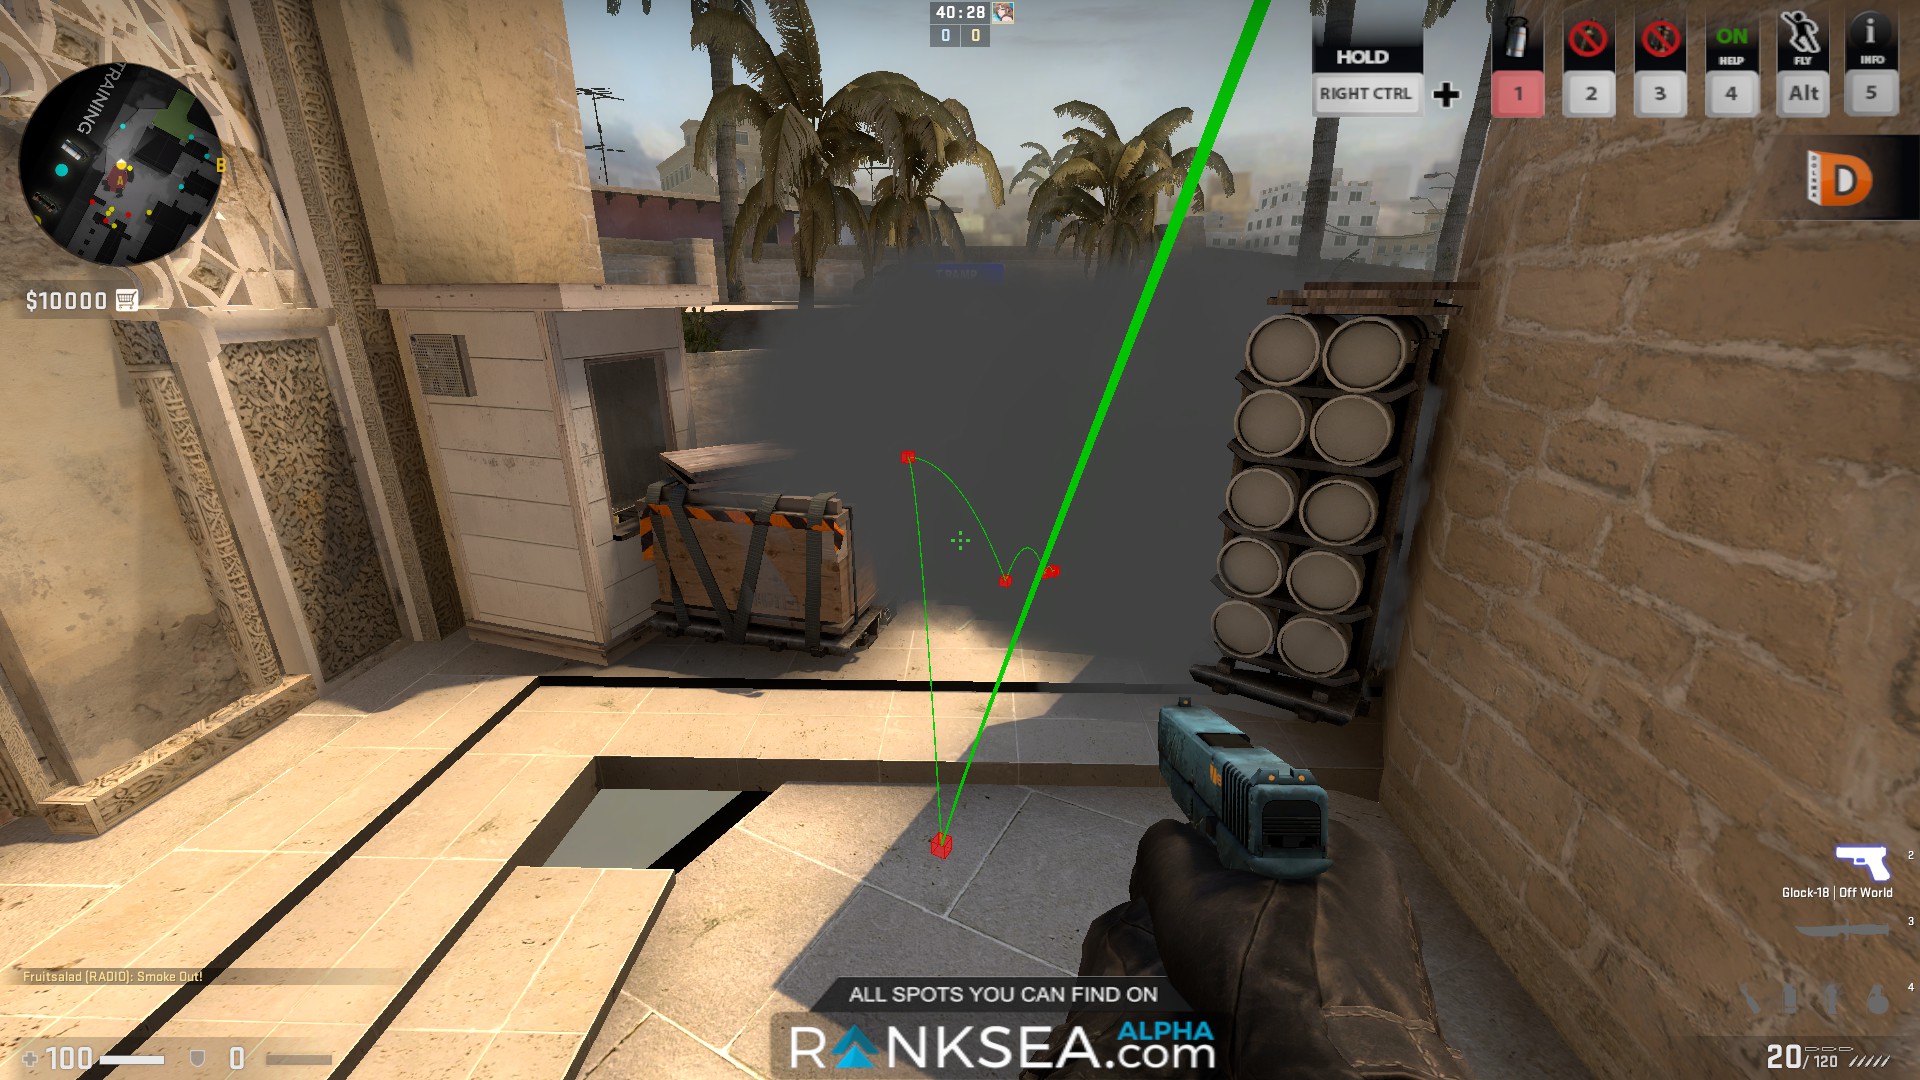 40:28
0 0
HOLD
RIGHT CTRL
1 2 3 4 Alt 5
ON
HELP
FLY
INFO
D
TRAINING
A
B
$10000
TRAMP
Glock-18 | Off World
2
3
4
Fruitsalad (RADIO): Smoke Out!
ALL SPOTS YOU CAN FIND ON
RANKSEA.com
ALPHA
100 0
20/ 120